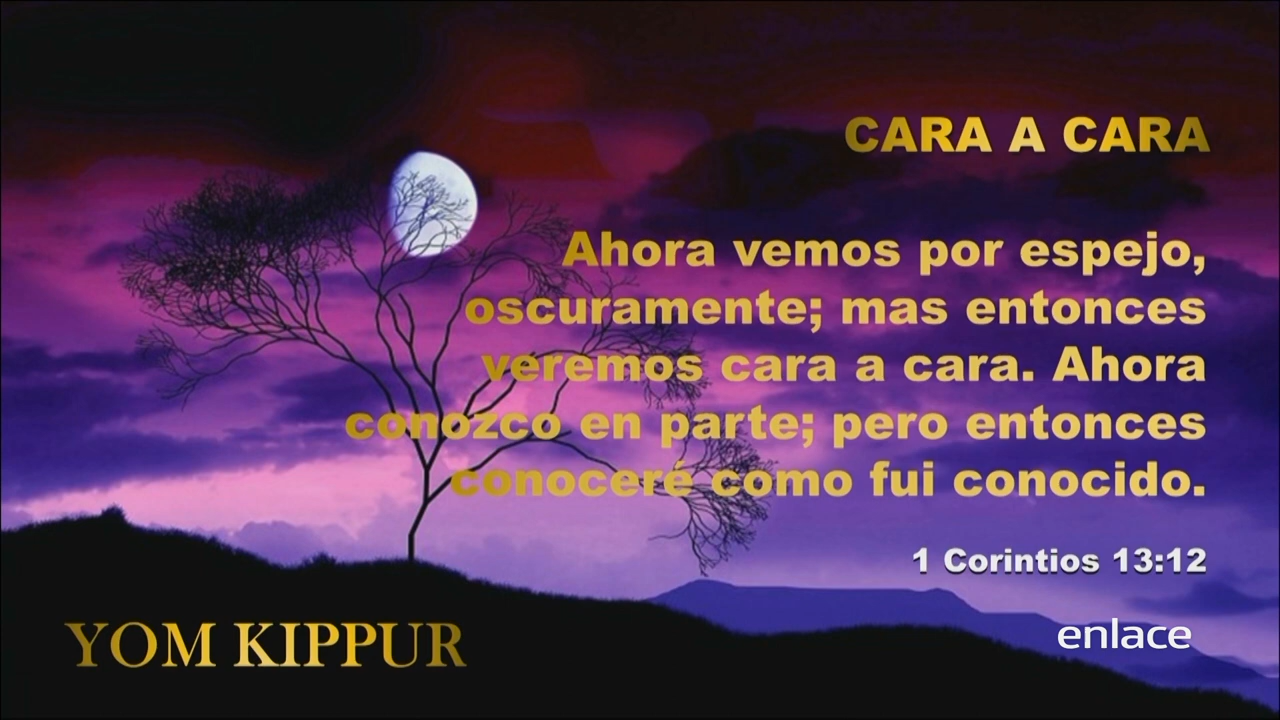 CARA A CARA
Ahora vemos por espejo,
oscuramente; mas entonces
veremos cara a cara. Ahora
conozco en parte; pero entonces
conoceré como fui conocido.
1 Corintios 13:12
YOM KIPPUR
enlace